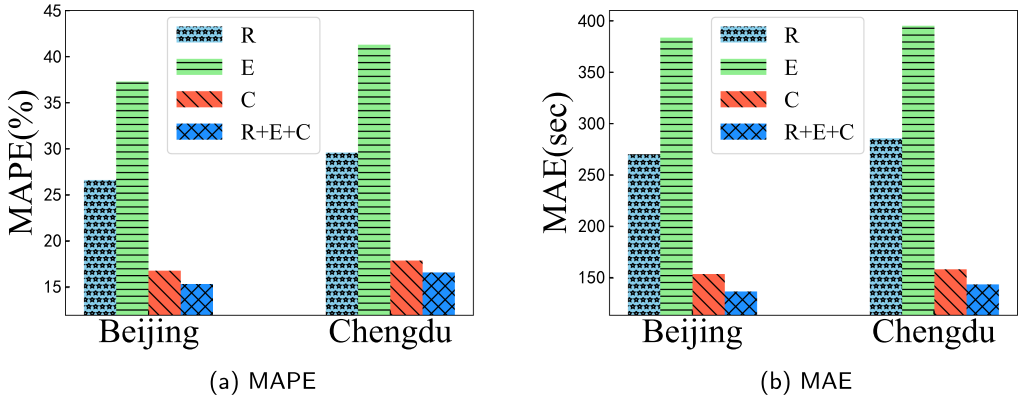 MAPE(%)
45
40
35
30
25
20
15
R
E
C
R+E+C
Beijing
Chengdu
(a) MAPE
MAE(sec)
400
350
300
250
200
150
R
E
C
R+E+C
Beijing
Chengdu
(b) MAE